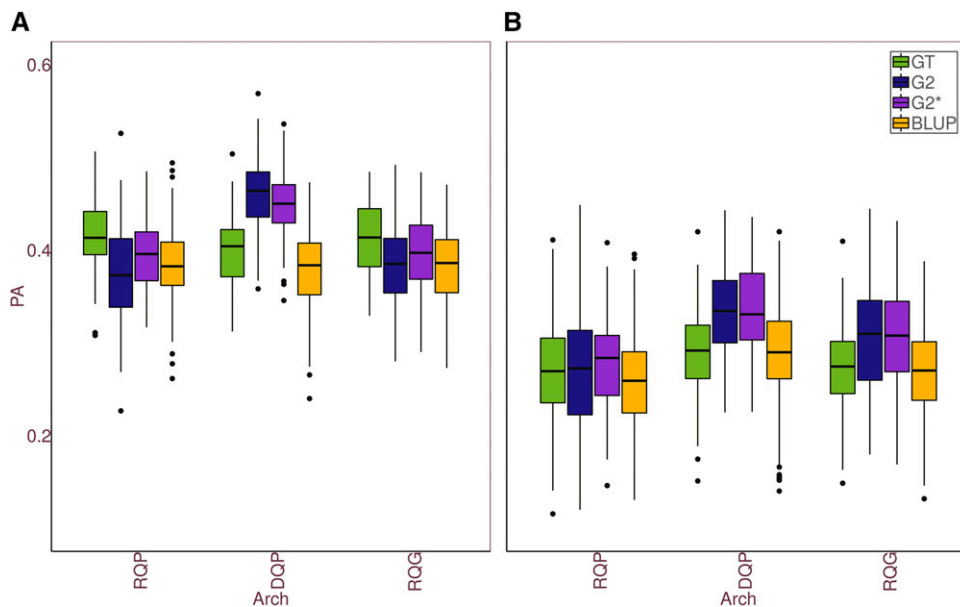 A
B
0.6
0.4
0.2
PA
GT
G2
G2*
BLUP
RQP
DQP
RQG
Arch
RQP
DQP
RQG
Arch